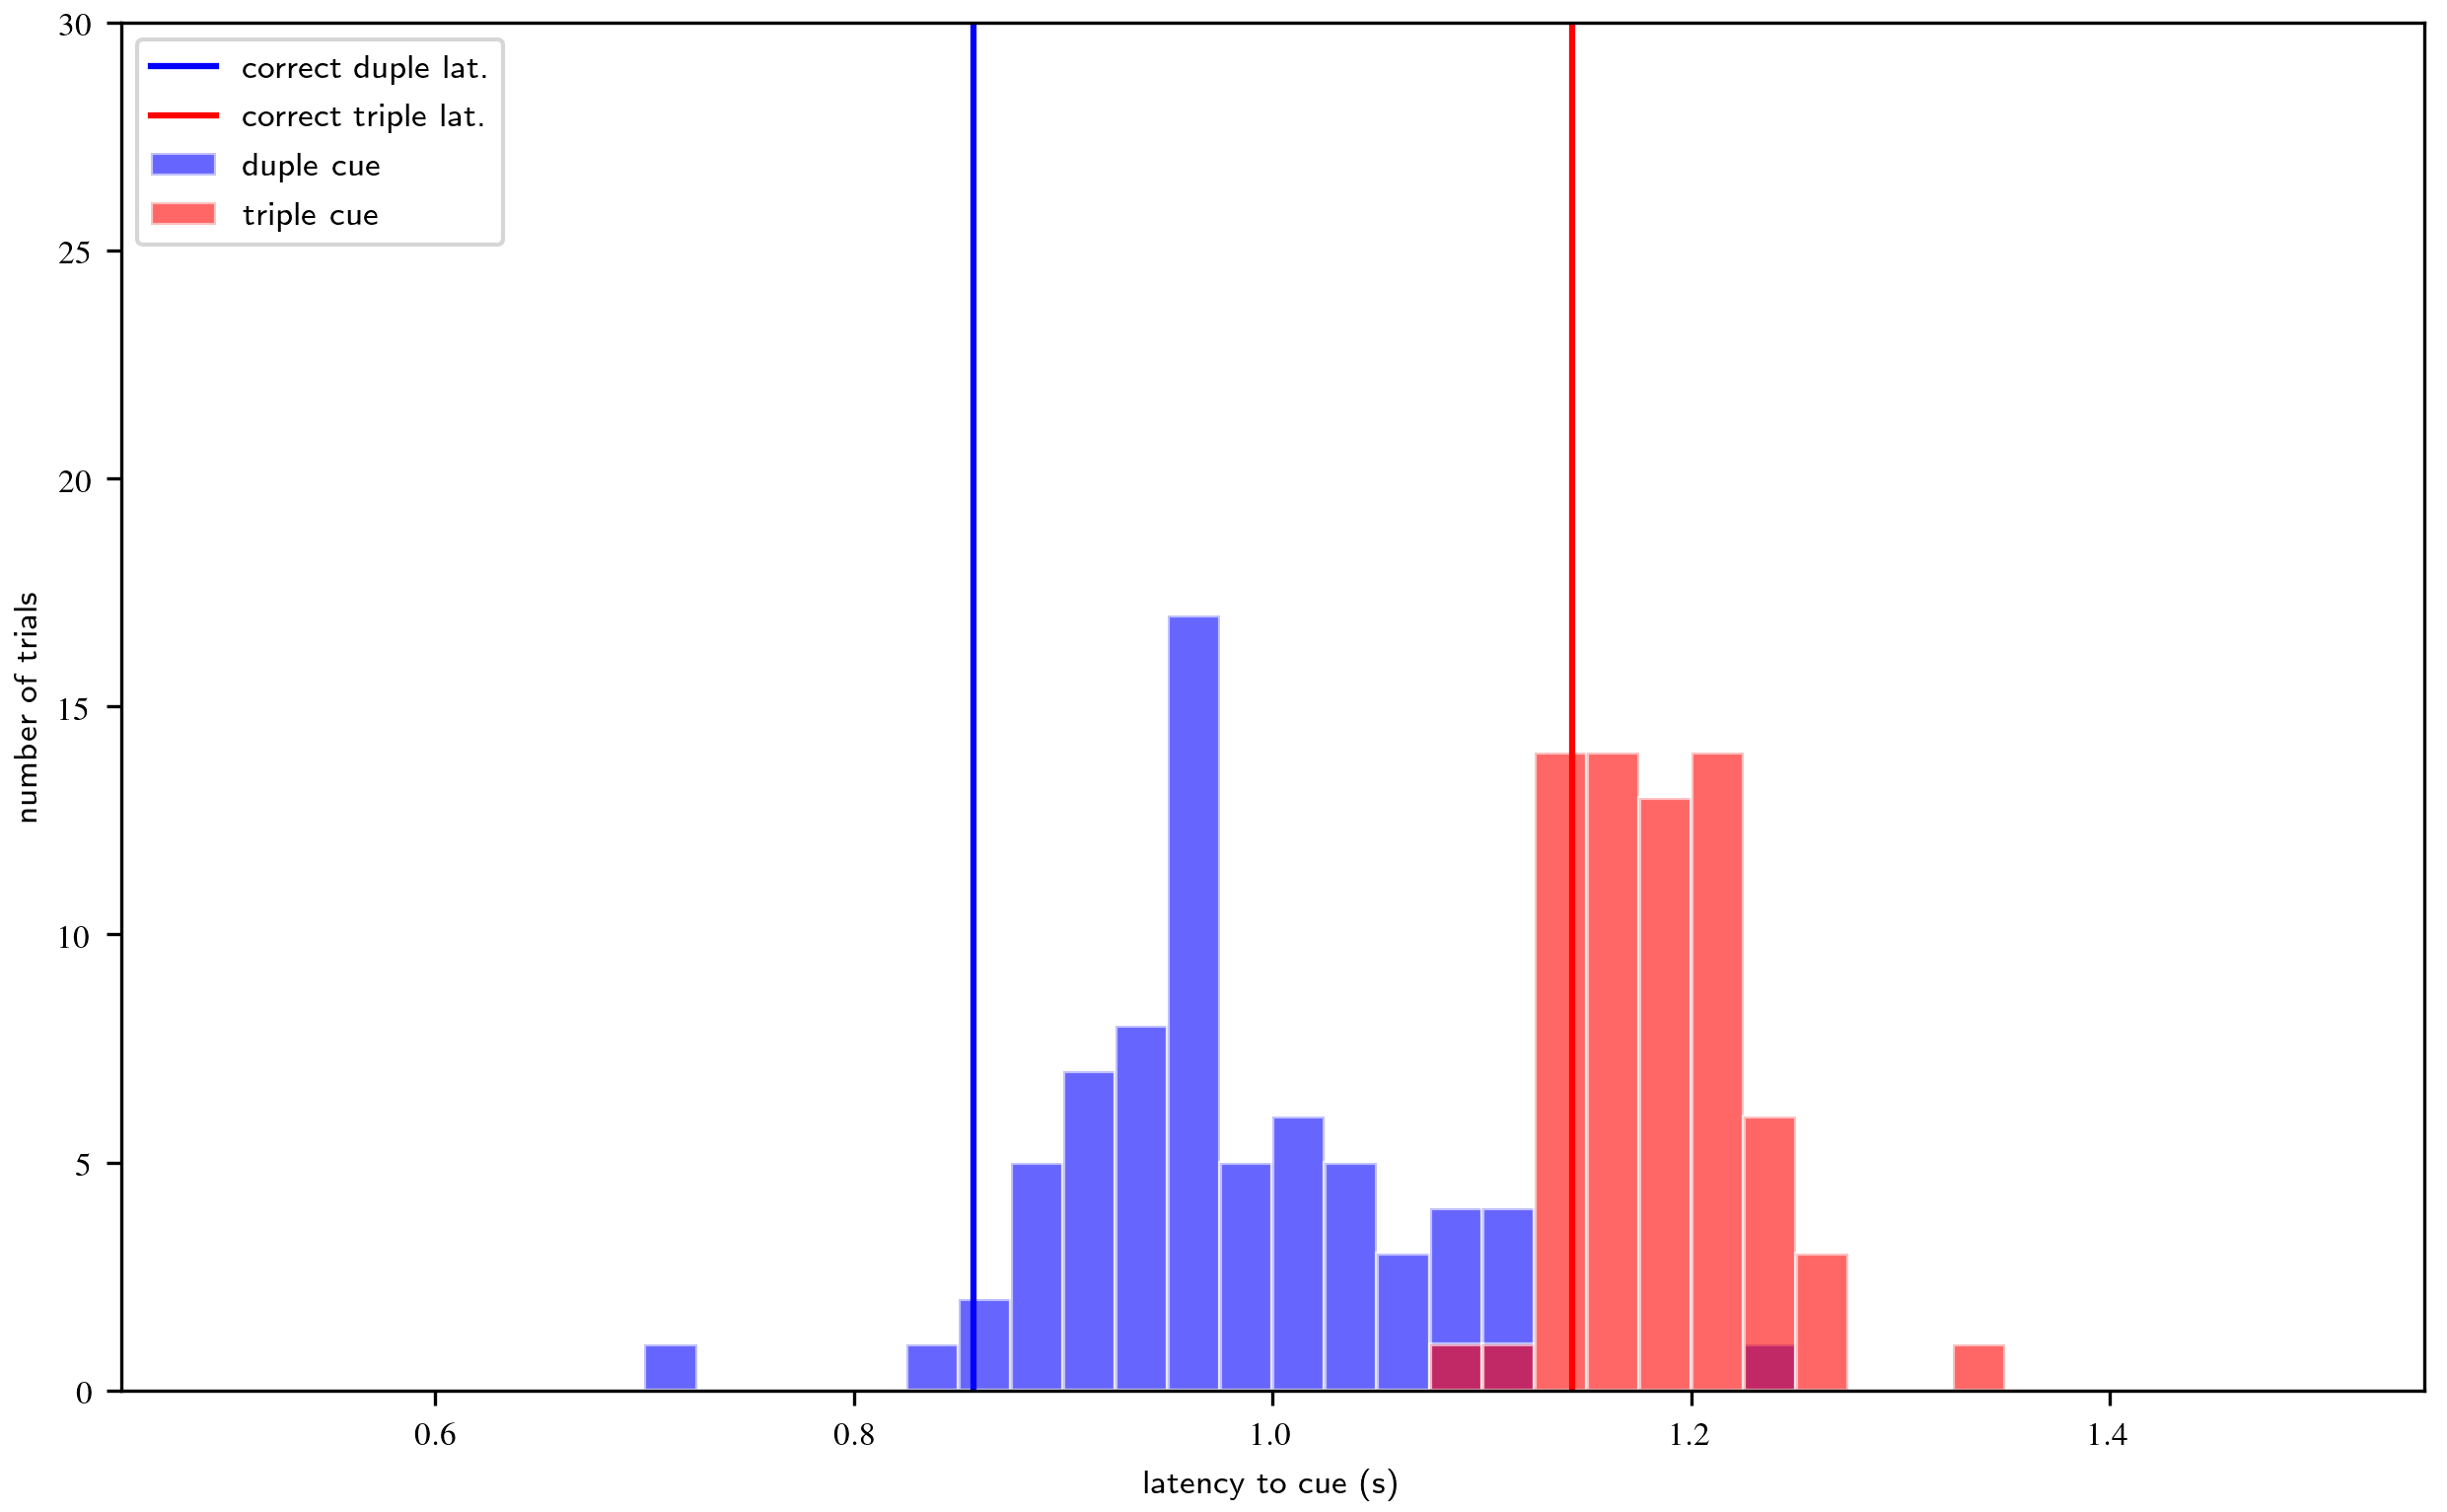 correct duple lat.
correct triple lat.
duple cue
triple cue
30
25
20
15
10
5
0
number of trials
0.6 0.8 1.0 1.2 1.4
latency to cue (s)